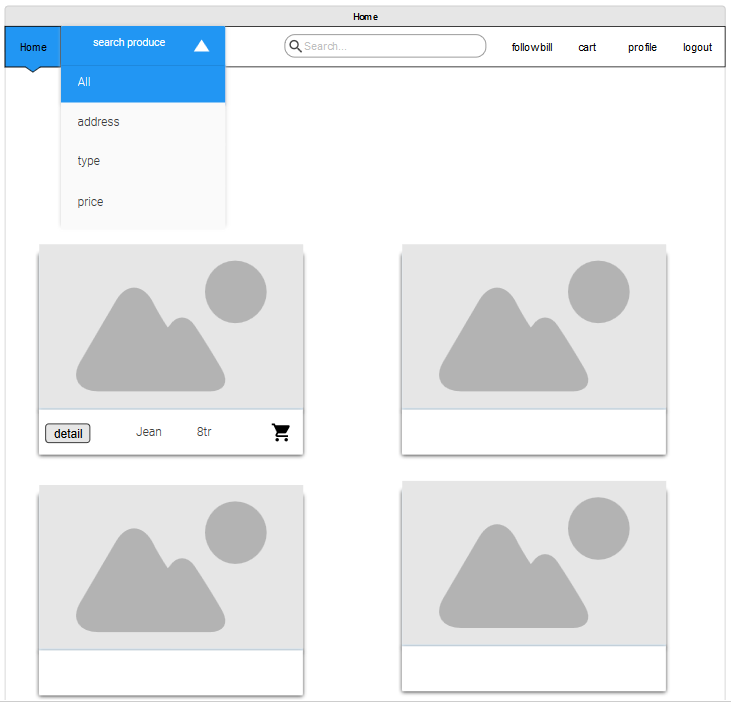 Home
Home
search produce
Search...
followbill
cart
profile
logout
All
address
type
price
detail
Jean
8tr